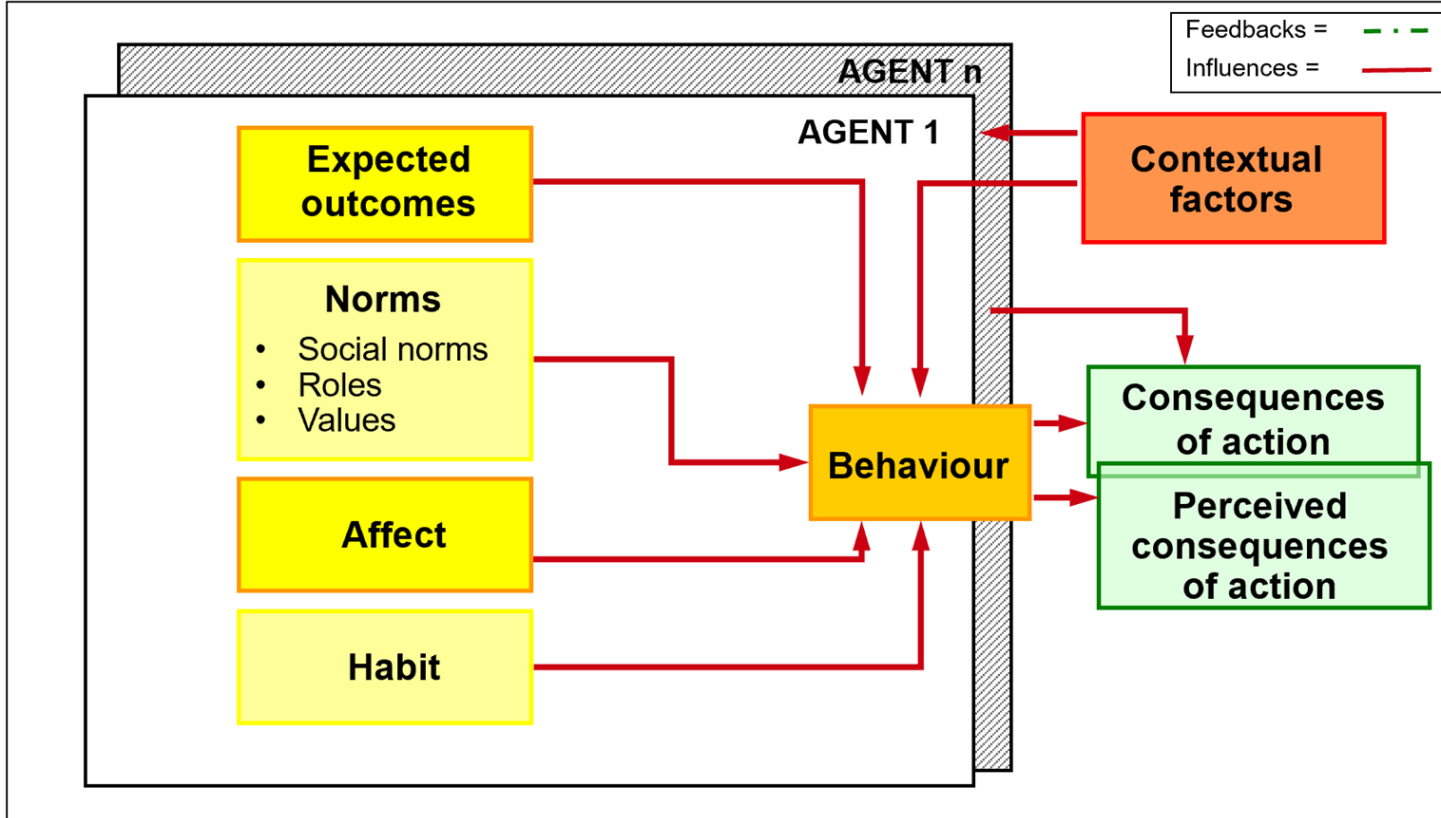 Feedbacks =
Influences =
AGENT n
AGENT 1
Expected
outcomes
Contextual
factors
Norms
• Social norms
• Roles
• Values
Consequences
of action
Behaviour
Perceived
consequences
of action
Affect
Habit